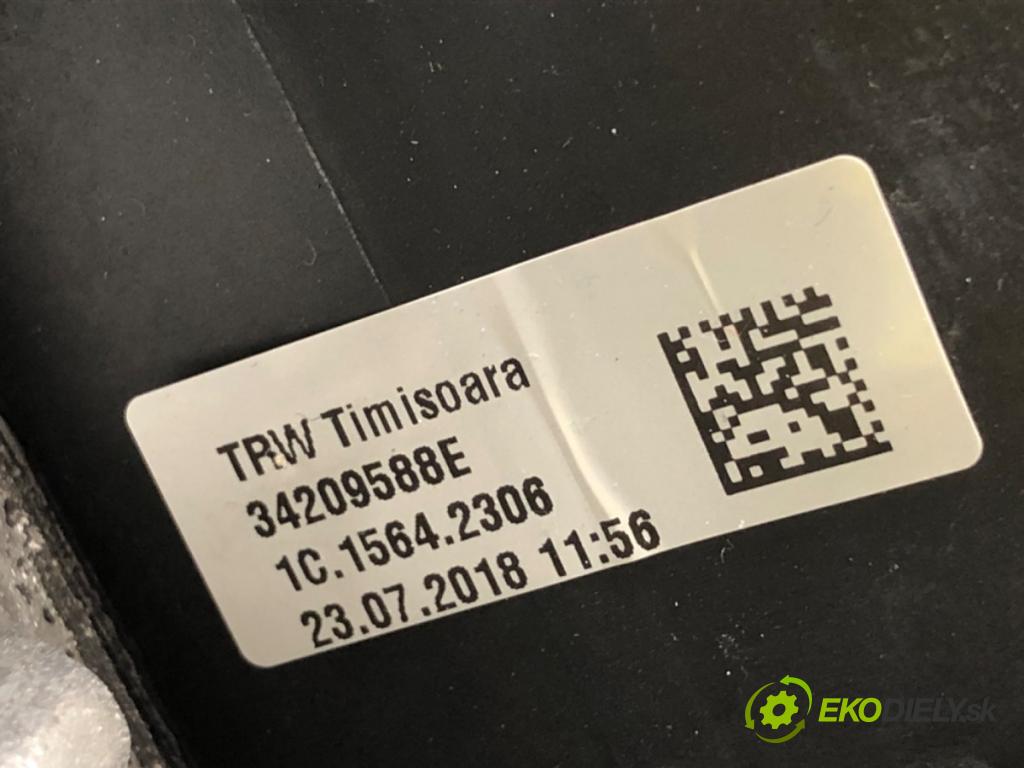 TRW Timisoara
34209588E
1C.1564.2306
23.07.2018 11:56
EKODIELY.sk